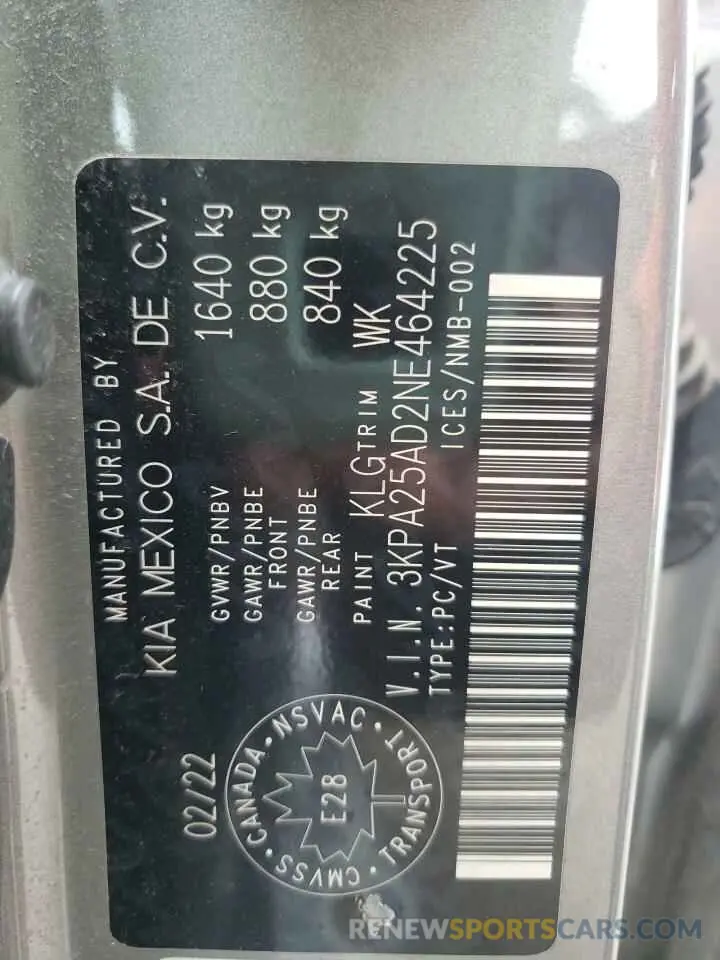 MANUFACTURED BY
KIA MEXICO S.A. DE C.V.
02/22
GVWR/PNBV 1640 kg
GAWR/PNBE FRONT 880 kg
GAWR/PNBE REAR 840 kg
PAINT KLG TRIM WK
V.I.N. 3KPA25AD2NE464225
TYPE:PC/VT ICES/NMB-002
CANADA • NSVAC • TRANSPORT • CMVSS •
E28
RENEWSPORTSCARS.COM